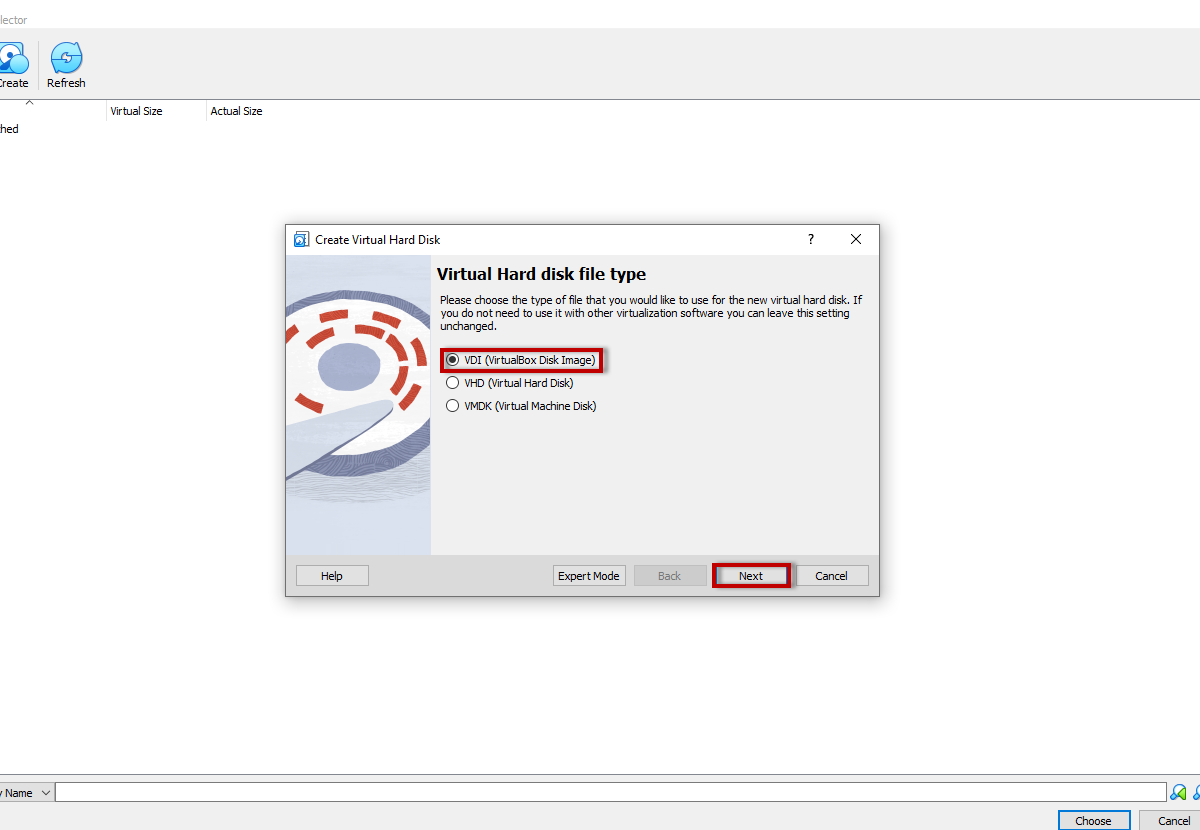 lector
Create
Refresh
Virtual Size
Actual Size
hed
Create Virtual Hard Disk
?
Virtual Hard disk file type
Please choose the type of file that you would like to use for the new virtual hard disk. If
you do not need to use it with other virtualization software you can leave this setting
unchanged.
VDI (VirtualBox Disk Image)
VHD (Virtual Hard Disk)
VMDK (Virtual Machine Disk)
Help
Expert Mode
Back
Next
Cancel
y Name
Choose
Cancel